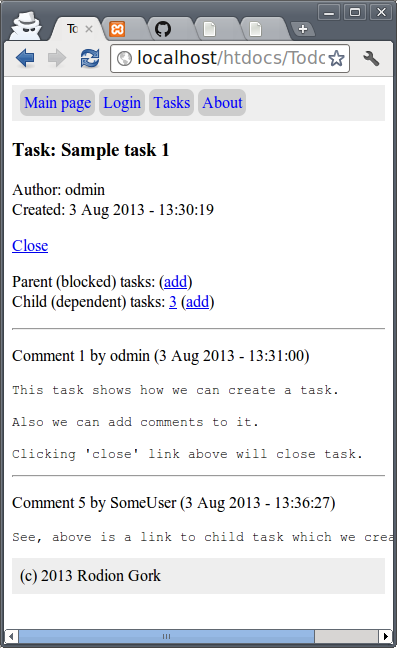 To
localhost/htdocs/Todo
Main page Login Tasks About
Task: Sample task 1
Author: odmin
Created: 3 Aug 2013 - 13:30:19
Close
Parent (blocked) tasks: (add)
Child (dependent) tasks: 3 (add)
Comment 1 by odmin (3 Aug 2013 - 13:31:00)
This task shows how we can create a task.
Also we can add comments to it.
Clicking 'close' link above will close task.
Comment 5 by SomeUser (3 Aug 2013 - 13:36:27)
See, above is a link to child task which we crea
(c) 2013 Rodion Gork